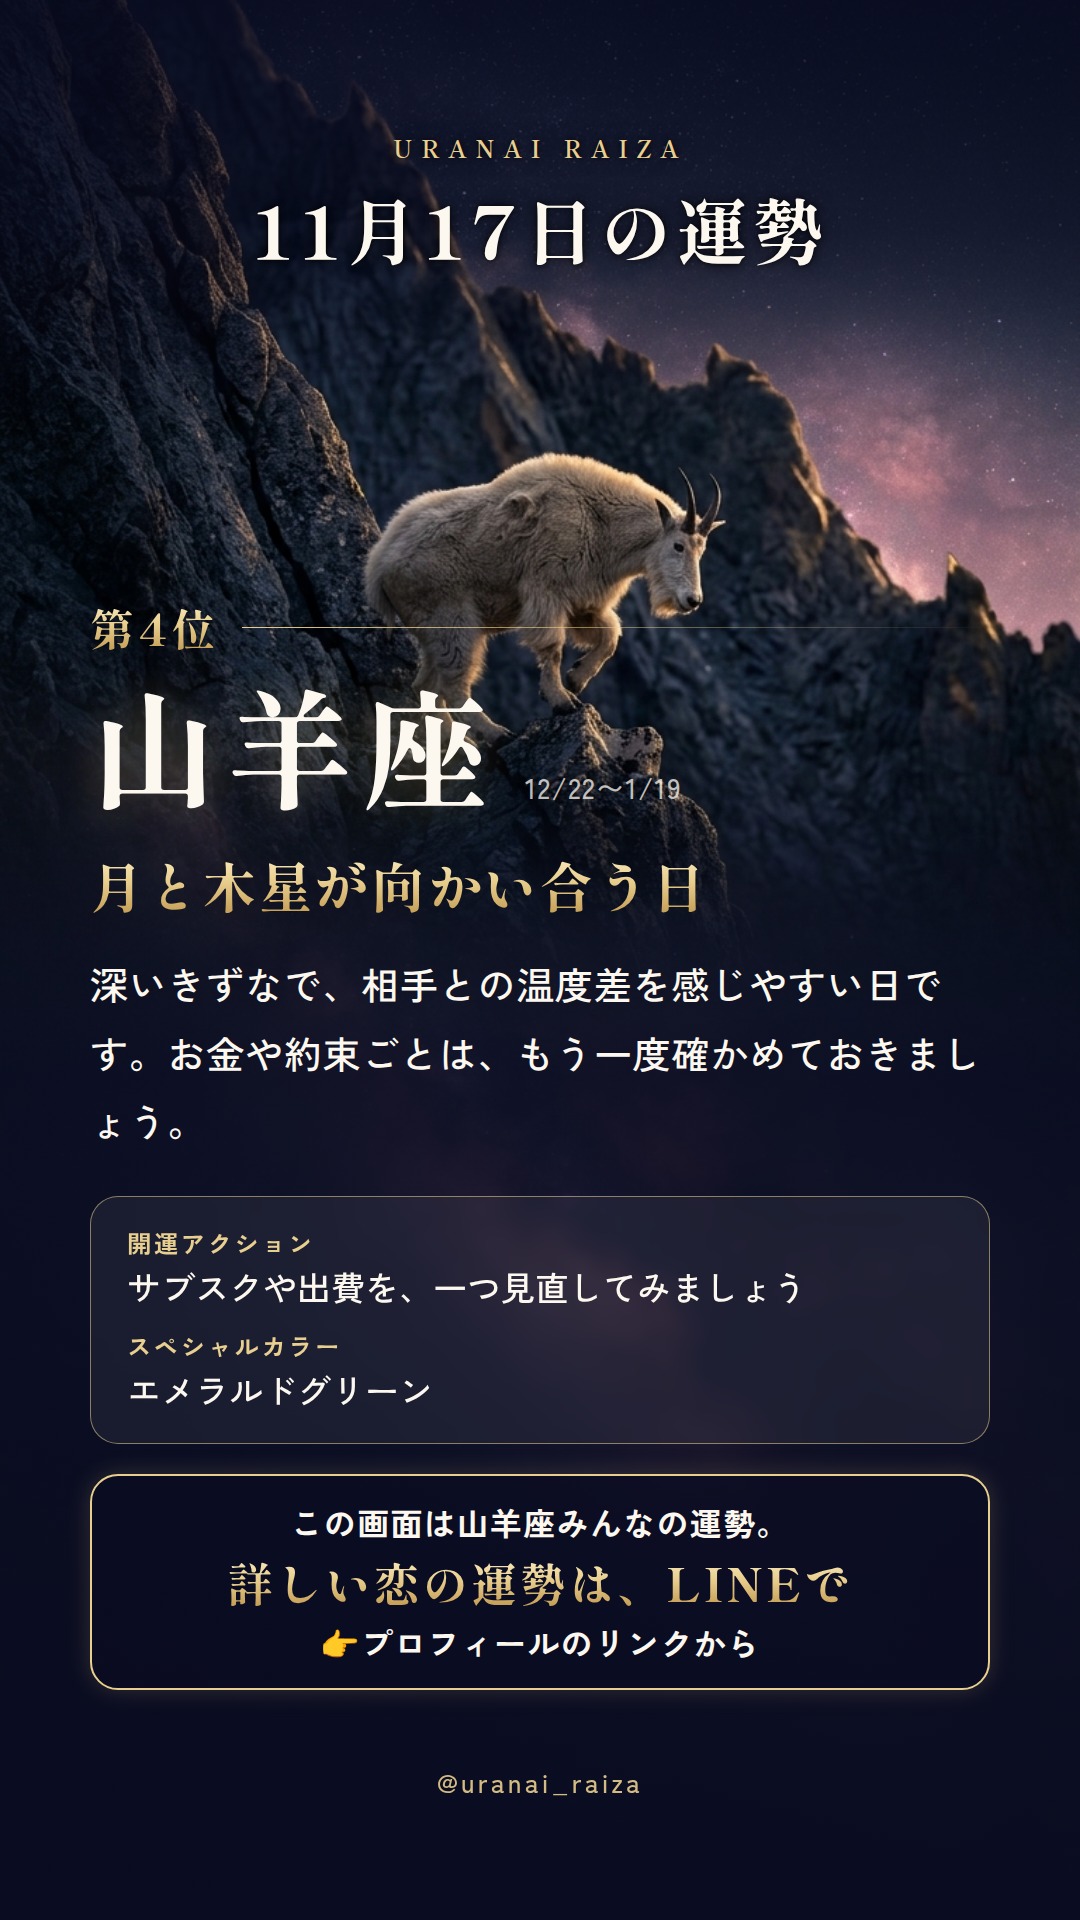 URANAI RAIZA
11月17日の運勢
第4位
山羊座 12/22〜1/19
月と木星が向かい合う日
深いきずなで、相手との温度差を感じやすい日で
す。お金や約束ごとは、もう一度確かめておきまし
ょう。
開運アクション
サブスクや出費を、一つ見直してみましょう
スペシャルカラー
エメラルドグリーン
この画面は山羊座みんなの運勢。
詳しい恋の運勢は、LINEで
👉プロフィールのリンクから
@uranai_raiza